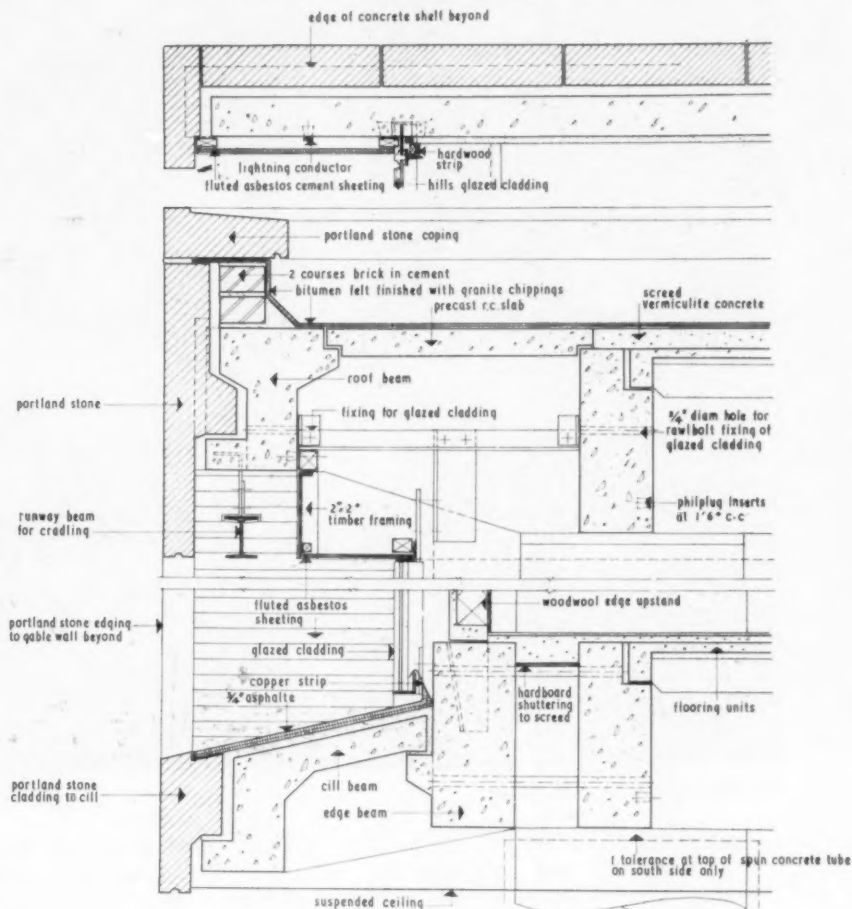 edge of concrete shelf beyond
lightning conductor
hardwood
strip
fluted asbestos cement sheeting
hills glazed cladding
portland stone coping
2 courses brick in cement
bitumen felt finished with granite chippings
precast r.c. slab
screed
vermiculite concrete
roof beam
portland stone
fixing for glazed cladding
¾" diam hole for
rawlbolt fixing of
glazed cladding
2"x 2"
timber framing
philplug inserts
at 1'6" c-c
runway beam
for cradling
fluted asbestos
sheeting
woodwool edge upstand
portland stone edging
to gable wall beyond
glazed cladding
copper strip
¾" asphalte
hardboard
shuttering
to screed
flooring units
portland stone
cladding to cill
cill beam
edge beam
1 tolerance at top of spun concrete tube
on south side only
suspended ceiling